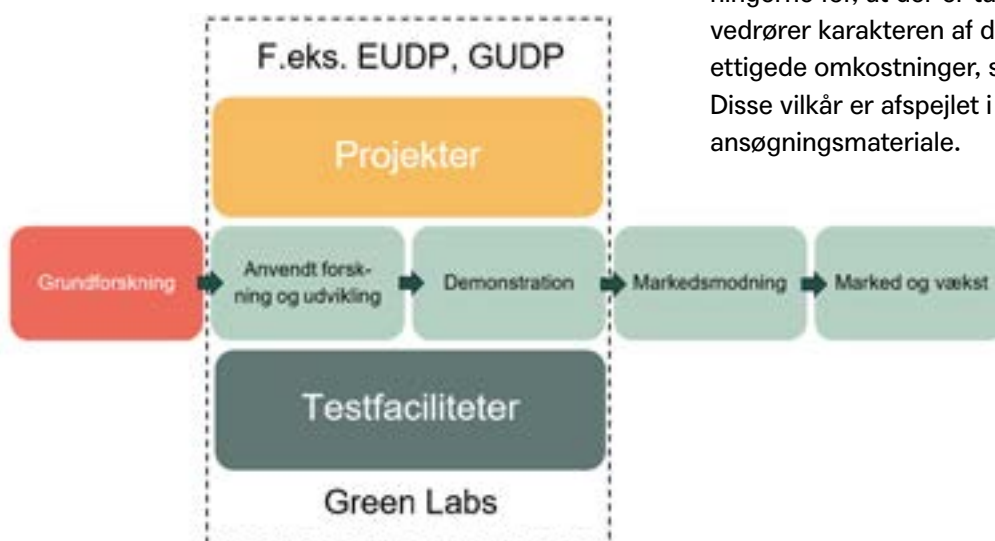 F.eks. EUDP, GUDP
Projekter
Grundforskning
Anvendt forsk-
ning og udvikling
Demonstration
Markedsmodning
Marked og vækst
Testfaciliteter
Green Labs
vedrører karakteren af d
ettigede omkostninger, s
Disse vilkår er afspejlet i
ansøgningsmateriale.